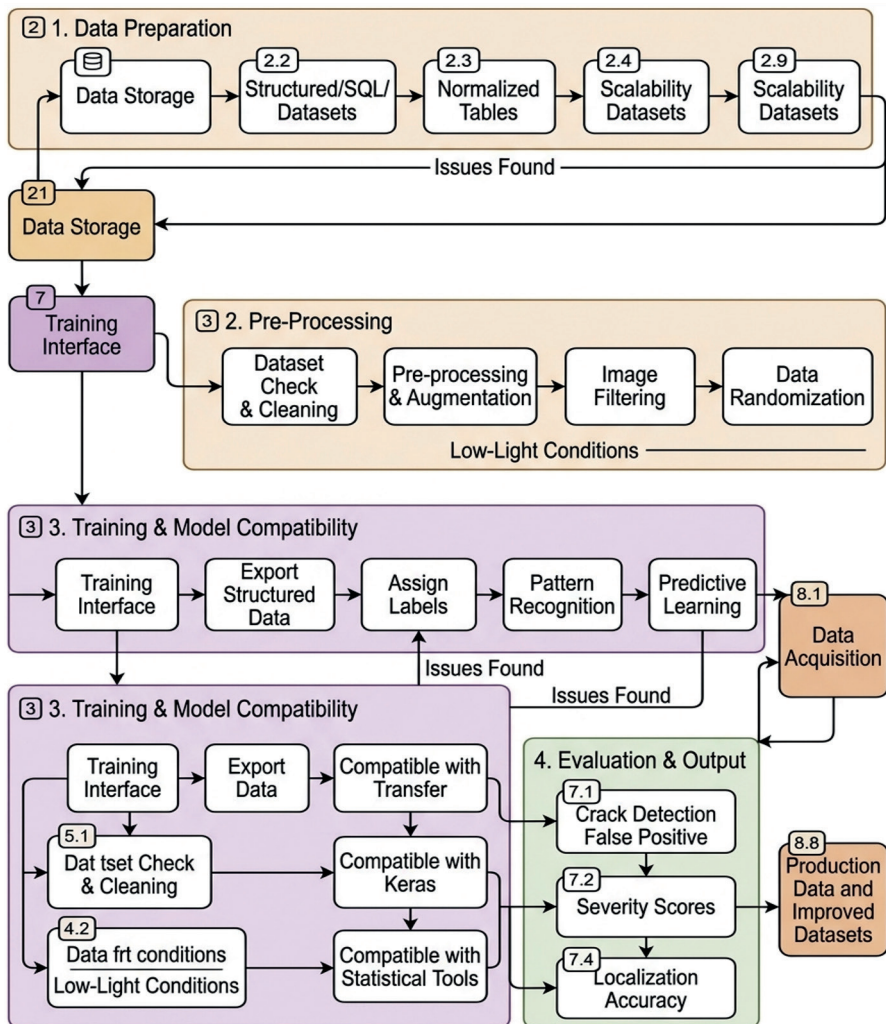 2 1. Data Preparation
Data Storage
2.2
Structured/SQL/
Datasets
2.3
Normalized
Tables
2.4
Scalability
Datasets
2.9
Scalability
Datasets
Issues Found
21
Data Storage
7
Training
Interface
3 2. Pre-Processing
Dataset
Check
& Cleaning
Pre-processing
& Augmentation
Image
Filtering
Data
Randomization
Low-Light Conditions
3 3. Training & Model Compatibility
Training
Interface
Export
Structured
Data
Assign
Labels
Pattern
Recognition
Predictive
Learning
8.1
Data
Acquisition
Issues Found
Issues Found
3 3. Training & Model Compatibility
Training
Interface
Export
Data
Compatible with
Transfer
5.1
Dat tset Check
& Cleaning
Compatible with
Keras
4.2
Data frt conditions
Low-Light Conditions
Compatible with
Statistical Tools
4. Evaluation & Output
7.1
Crack Detection
False Positive
7.2
Severity Scores
7.4
Localization
Accuracy
8.8
Production
Data and
Improved
Datasets